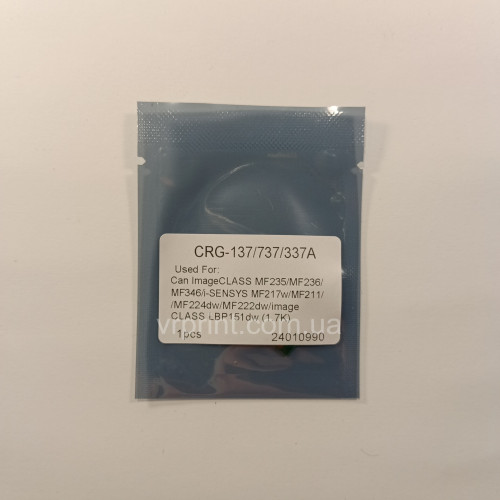 CRG-137/737/337A
Used For:
Can ImageCLASS MF235/MF236/
MF346/i-SENSYS MF217w/MF211/
/MF224dw/MF222dw/image
CLASS LBP151dw (1.7K)
vrprint.com.ua
1pcs 24010990